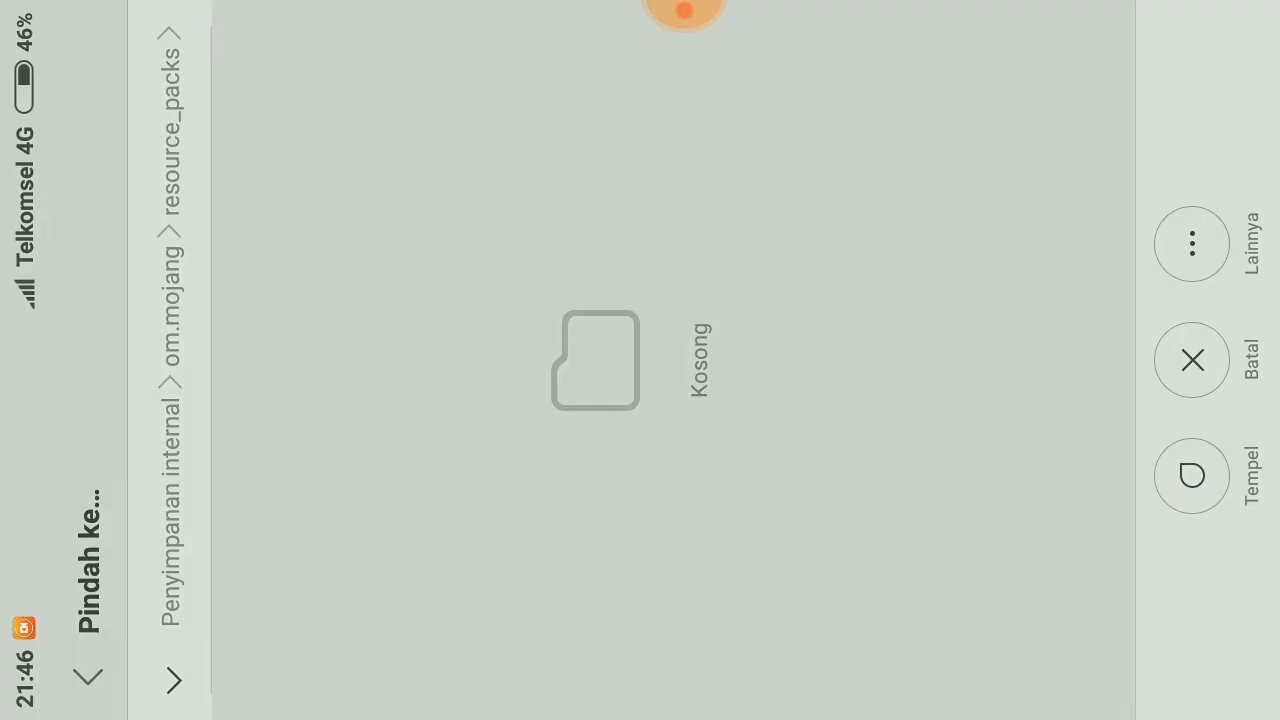 21:46 Telkomsel 4G 46%
Pindah ke...
Penyimpanan internal > om.mojang > resource_packs >
Kosong
Tempel Batal Lainnya